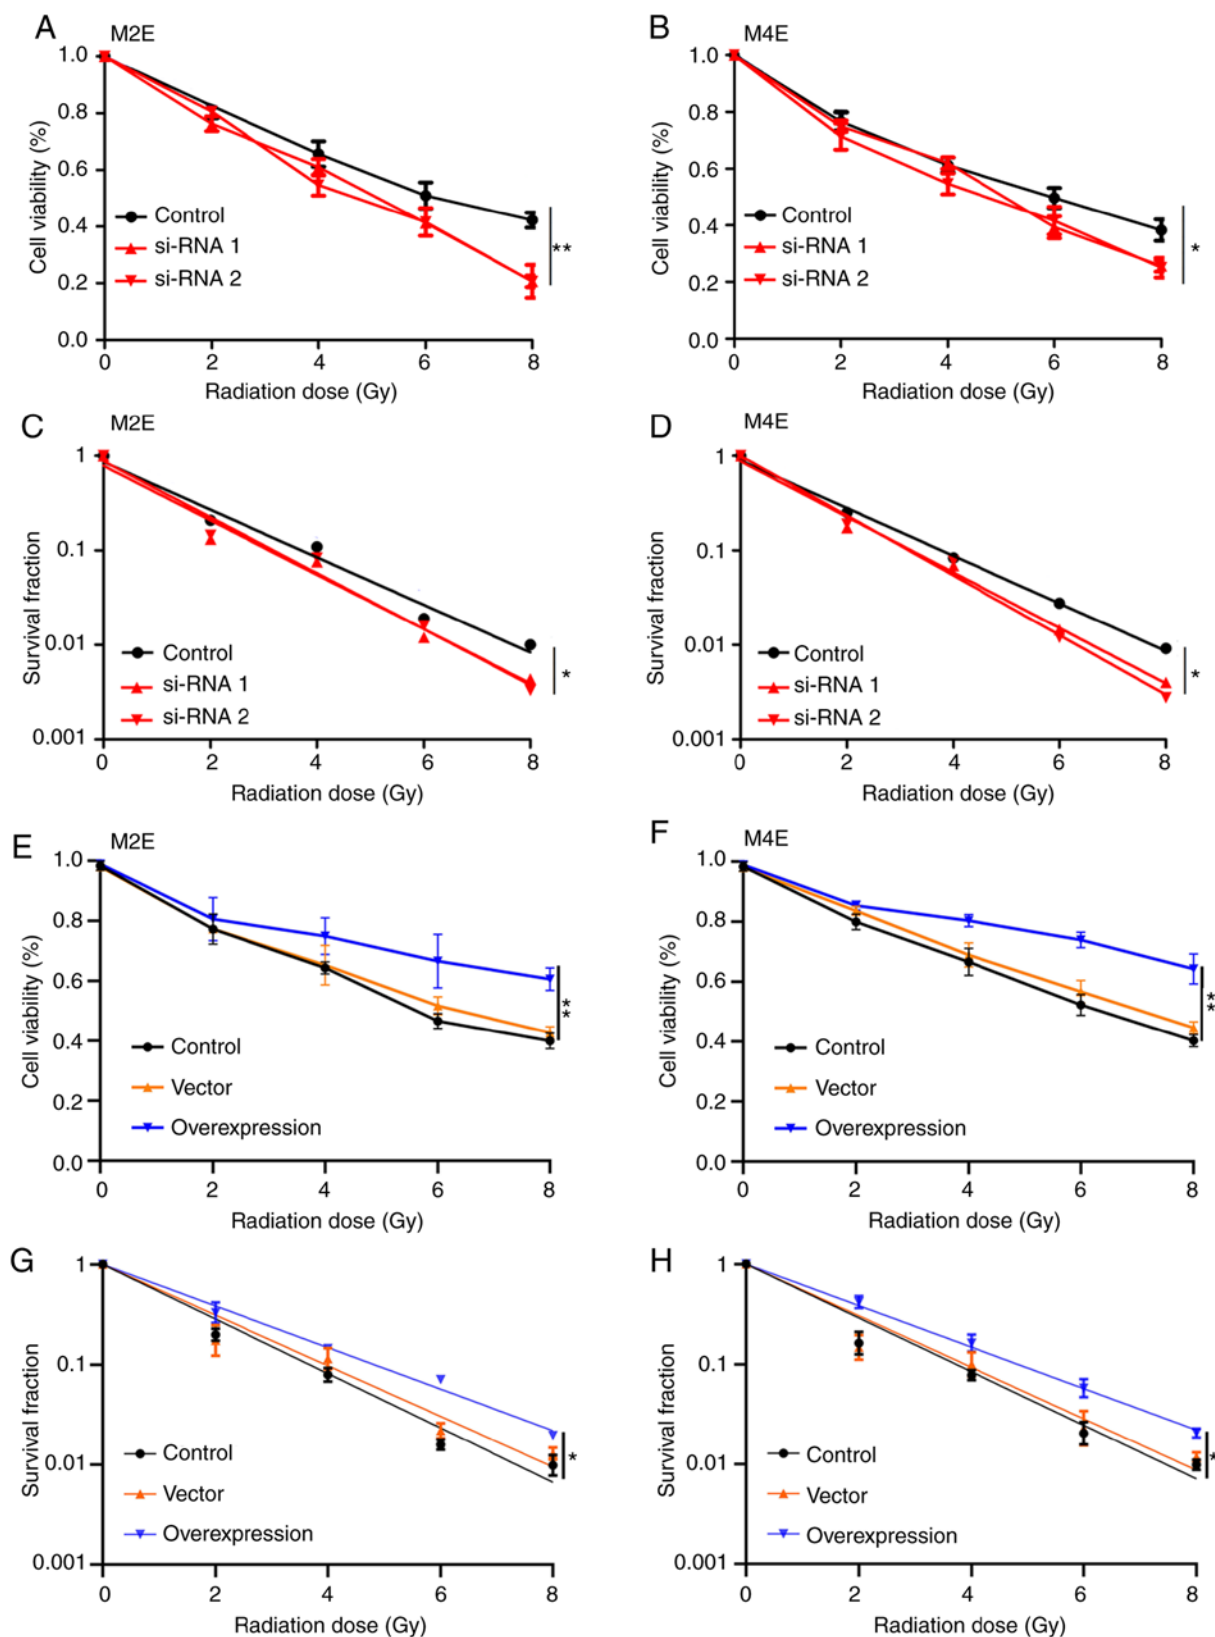 A M2E
1.0
0.8
0.6
0.4
0.2
0.0
Cell viability (%)
Control
si-RNA 1
si-RNA 2
**
0 2 4 6 8
Radiation dose (Gy)
B M4E
1.0
0.8
0.6
0.4
0.2
0.0
Cell viability (%)
Control
si-RNA 1
si-RNA 2
*
0 2 4 6 8
Radiation dose (Gy)
C M2E
1
0.1
0.01
0.001
Survival fraction
Control
si-RNA 1
si-RNA 2
*
0 2 4 6 8
Radiation dose (Gy)
D M4E
1
0.1
0.01
0.001
Survival fraction
Control
si-RNA 1
si-RNA 2
*
0 2 4 6 8
Radiation dose (Gy)
E M2E
1.0
0.8
0.6
0.4
0.2
0.0
Cell viability (%)
Control
Vector
Overexpression
**
0 2 4 6 8
Radiation dose (Gy)
F M4E
1.0
0.8
0.6
0.4
0.2
0.0
Cell viability (%)
Control
Vector
Overexpression
**
0 2 4 6 8
Radiation dose (Gy)
G
1
0.1
0.01
0.001
Survival fraction
Control
Vector
Overexpression
*
0 2 4 6 8
Radiation dose (Gy)
H
1
0.1
0.01
0.001
Survival fraction
Control
Vector
Overexpression
*
0 2 4 6 8
Radiation dose (Gy)